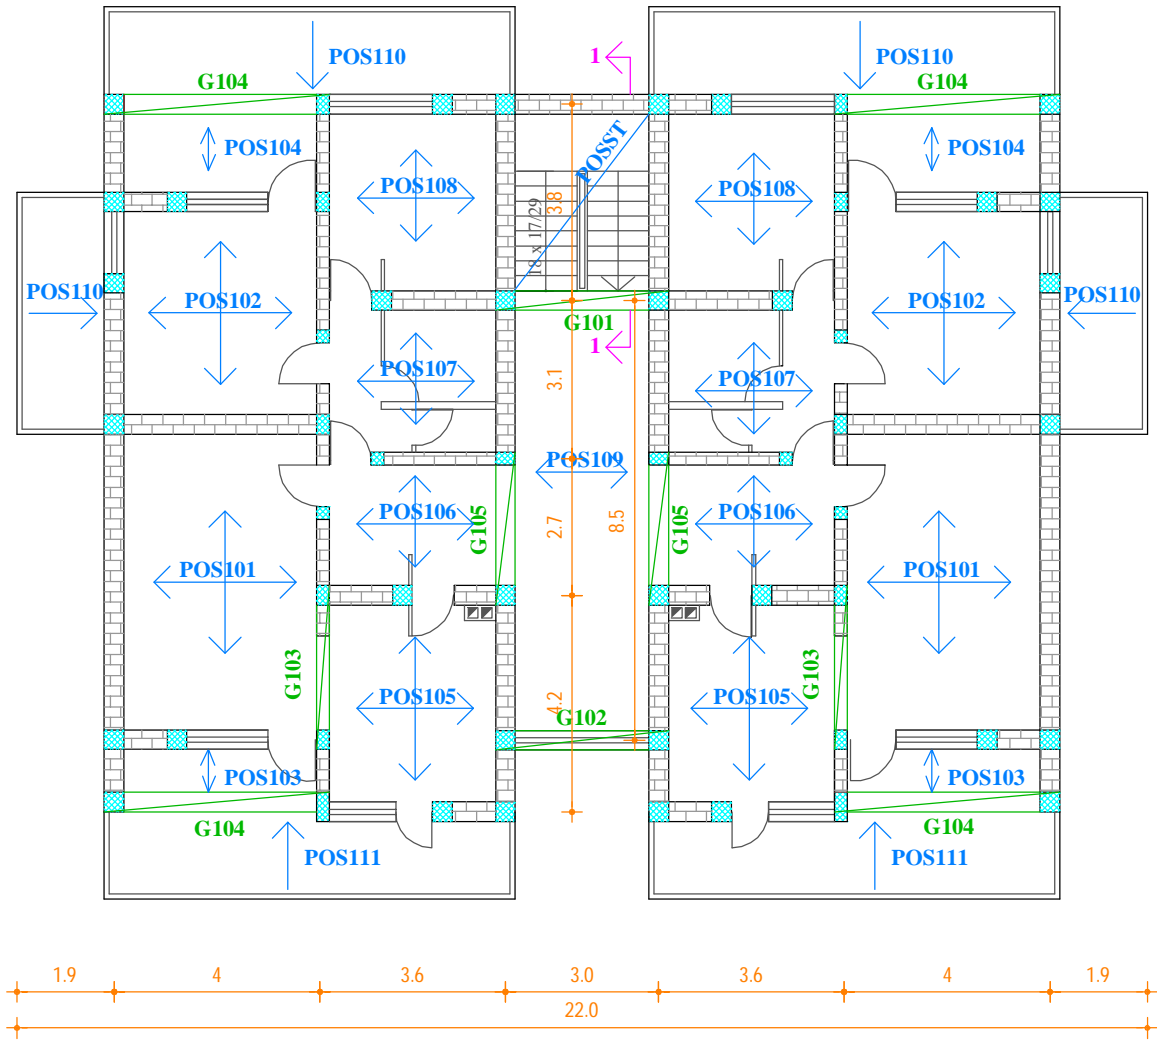 1
POS110
POS110
G104
G104
POSST
POS104
POS104
POS108
POS108
3.8
18 x 17/29
POS110
POS102
POS102
POS110
G101
1
POS107
3.1
POS107
POS109
POS106
G105
2.7
8.5
G105
POS106
POS101
POS101
G103
POS105
4.2
POS105
G103
G102
POS103
POS103
G104
G104
POS111
POS111
1.9 4 3.6 3.0 3.6 4 1.9
22.0